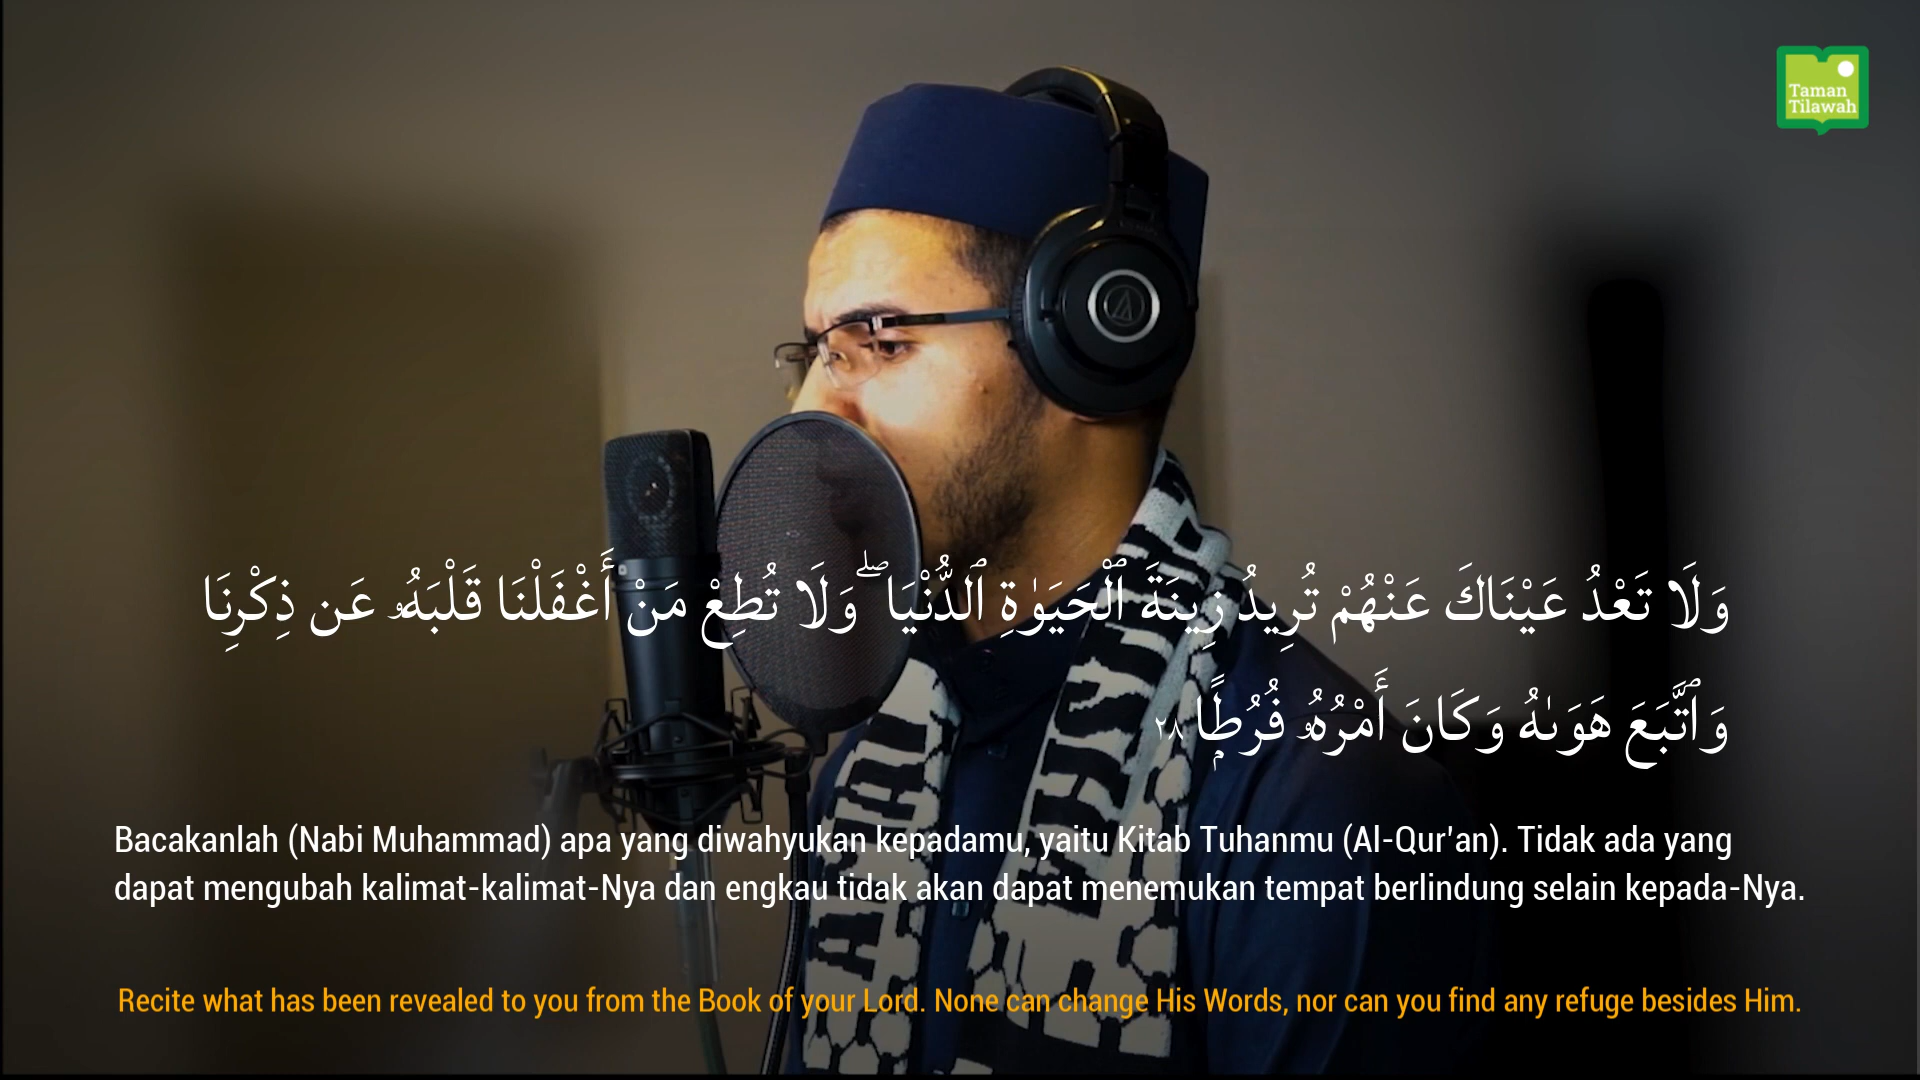 Taman
Tilawah
وَلَا تَعْدُ عَيْنَاكَ عَنْهُمْ تُرِيدُ زِينَةَ ٱلْحَيَوٰةِ ٱلدُّنْيَا ۖ وَلَا تُطِعْ مَنْ أَغْفَلْنَا قَلْبَهُۥ عَن ذِكْرِنَا
وَٱتَّبَعَ هَوَىٰهُ وَكَانَ أَمْرُهُۥ فُرُطًۭا ٢٨
Bacakanlah (Nabi Muhammad) apa yang diwahyukan kepadamu, yaitu Kitab Tuhanmu (Al-Qur'an). Tidak ada yang
dapat mengubah kalimat-kalimat-Nya dan engkau tidak akan dapat menemukan tempat berlindung selain kepada-Nya.
Recite what has been revealed to you from the Book of your Lord. None can change His Words, nor can you find any refuge besides Him.